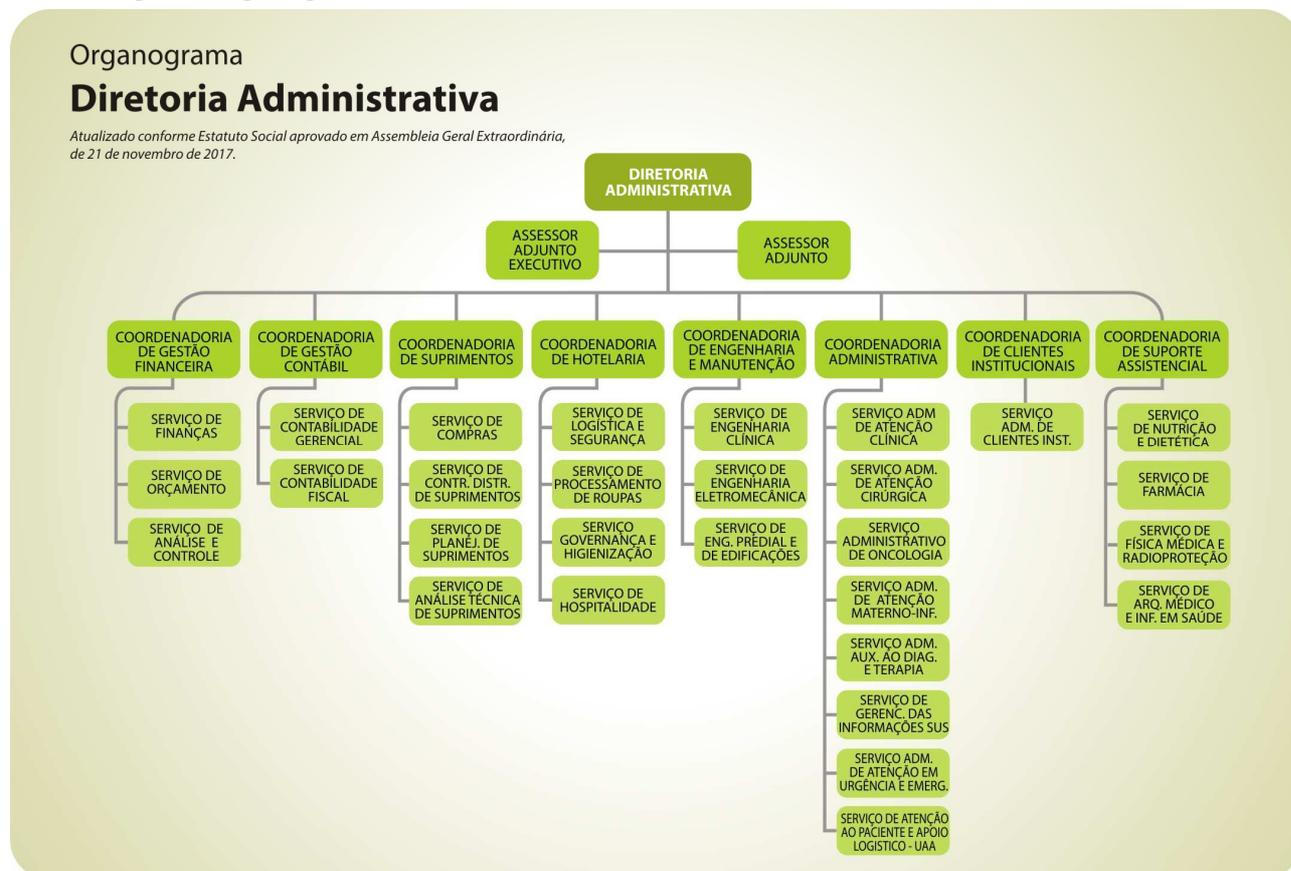 Organograma
Diretoria Administrativa
Atualizado conforme Estatuto Social aprovado em Assembleia Geral Extraordinária,
de 21 de novembro de 2017.
DIRETORIA
ADMINISTRATIVA
ASSESSOR
ADJUNTO
EXECUTIVO
ASSESSOR
ADJUNTO
COORDENADORIA
DE GESTÃO
FINANCEIRA
SERVIÇO DE
FINANÇAS
SERVIÇO DE
ORÇAMENTO
SERVIÇO DE
ANÁLISE E
CONTROLE
COORDENADORIA
DE GESTÃO
CONTÁBIL
SERVIÇO DE
CONTABILIDADE
GERENCIAL
SERVIÇO DE
CONTABILIDADE
FISCAL
COORDENADORIA
DE SUPRIMENTOS
SERVIÇO DE
COMPRAS
SERVIÇO DE
CONTR. DISTR.
DE SUPRIMENTOS
SERVIÇO DE
PLANEJ. DE
SUPRIMENTOS
SERVIÇO DE
ANÁLISE TÉCNICA
DE SUPRIMENTOS
COORDENADORIA
DE HOTELARIA
SERVIÇO DE
LOGÍSTICA E
SEGURANÇA
SERVIÇO DE
PROCESSAMENTO
DE ROUPAS
SERVIÇO
GOVERNANÇA E
HIGIENIZAÇÃO
SERVIÇO DE
HOSPITALIDADE
COORDENADORIA
DE ENGENHARIA
E MANUTENÇÃO
SERVIÇO DE
ENGENHARIA
CLÍNICA
SERVIÇO DE
ENGENHARIA
ELETROMECÂNICA
SERVIÇO DE
ENG. PREDIAL E
DE EDIFICAÇÕES
COORDENADORIA
ADMINISTRATIVA
SERVIÇO ADM
DE ATENÇÃO
CLÍNICA
SERVIÇO ADM.
DE ATENÇÃO
CIRÚRGICA
SERVIÇO
ADMINISTRATIVO
DE ONCOLOGIA
SERVIÇO ADM.
DE ATENÇÃO
MATERNO-INF.
SERVIÇO ADM.
AUX. AO DIAG.
E TERAPIA
SERVIÇO DE
GERENC. DAS
INFORMAÇÕES SUS
SERVIÇO ADM.
DE ATENÇÃO EM
URGÊNCIA E EMERG.
SERVIÇO DE ATENÇÃO
AO PACIENTE E APOIO
LOGISTICO - UAA
COORDENADORIA
DE CLIENTES
INSTITUCIONAIS
SERVIÇO
ADM. DE
CLIENTES INST.
COORDENADORIA
DE SUPORTE
ASSISTENCIAL
SERVIÇO
DE NUTRIÇÃO
E DIETÉTICA
SERVIÇO DE
FARMÁCIA
SERVIÇO DE
FÍSICA MÉDICA E
RADIOPROTEÇÃO
SERVIÇO DE
ARQ. MÉDICO
E INF. EM SAÚDE